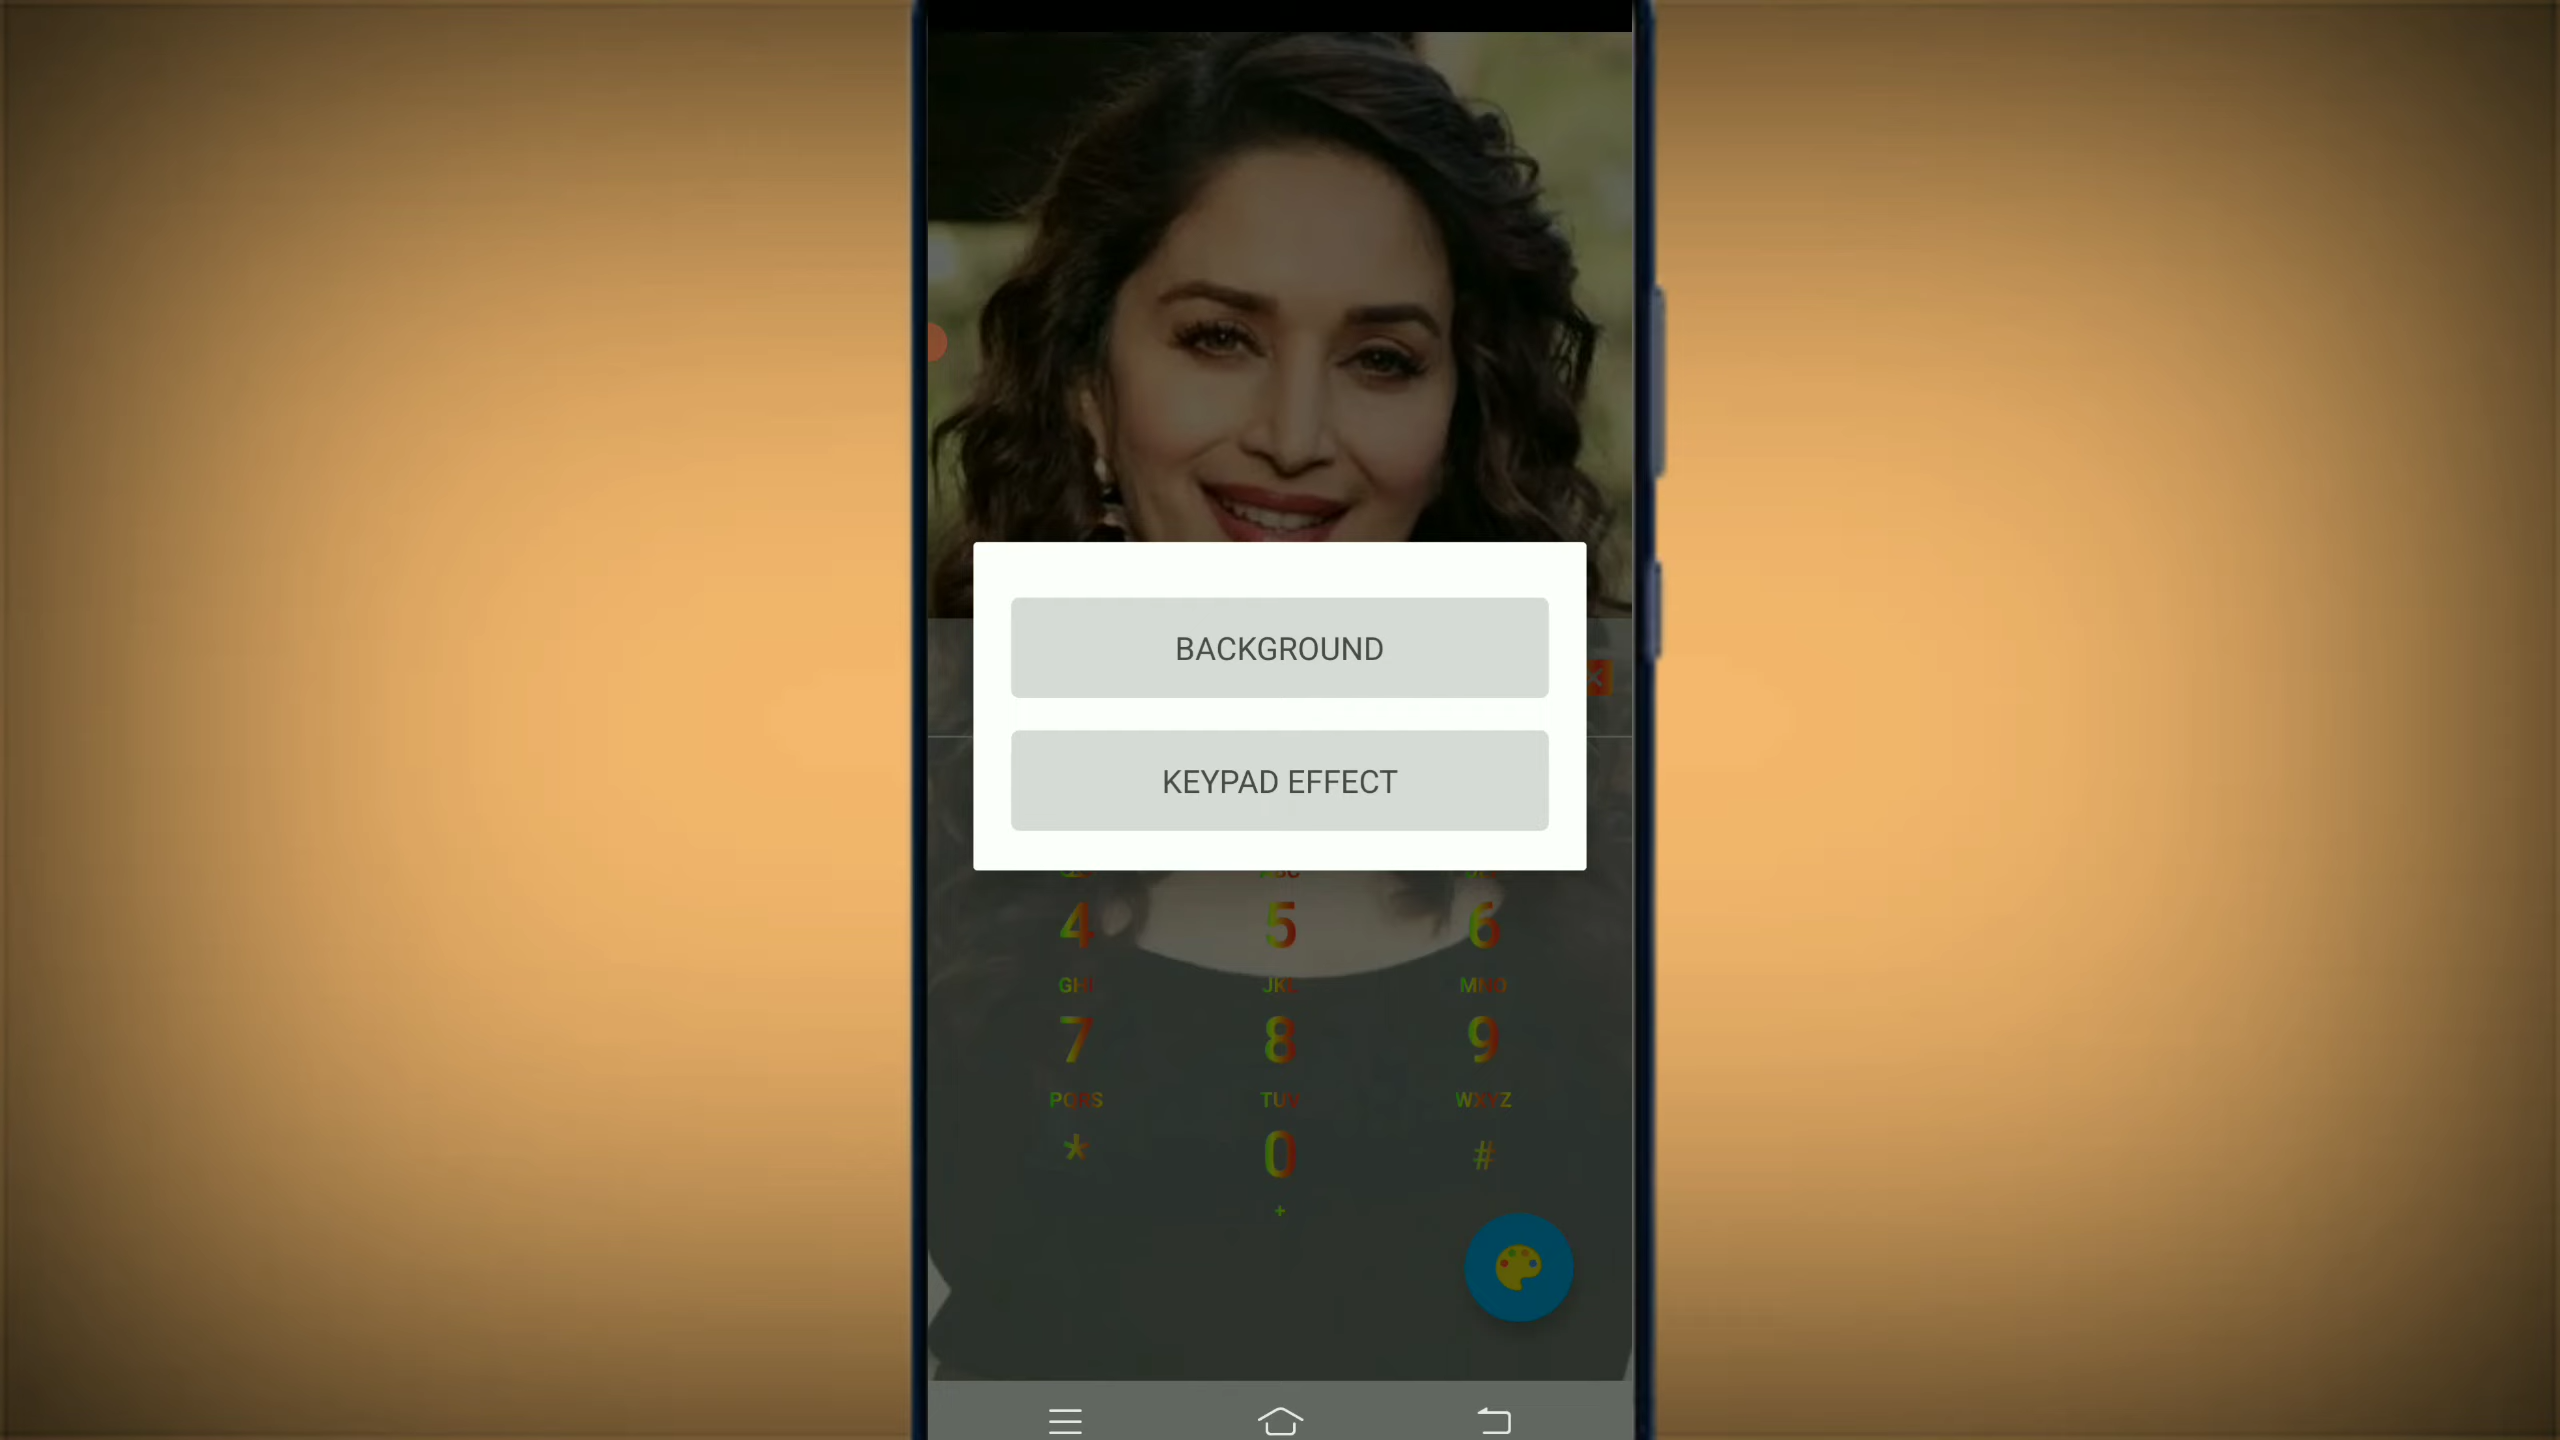 BACKGROUND
KEYPAD EFFECT
4 5 6
GHI JKL MNO
7 8 9
PQRS TUV WXYZ
* 0 #
+